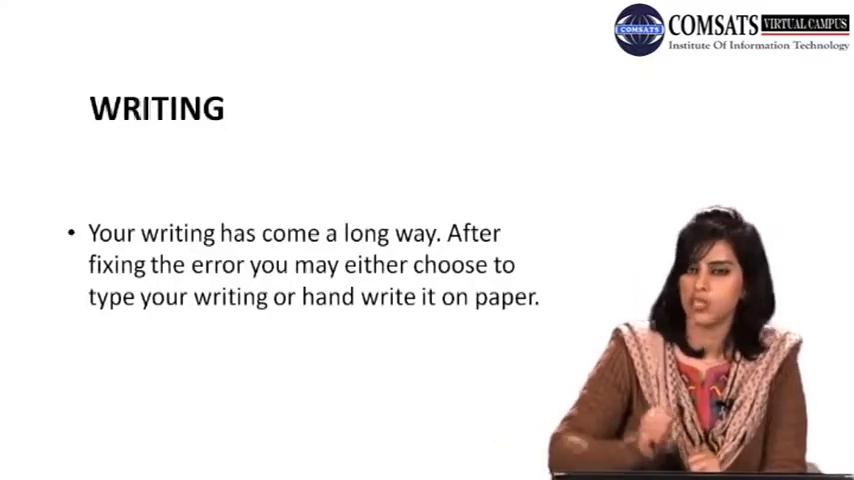 COMSATS VIRTUAL CAMPUS
COMSATS
Institute Of Information Technology
WRITING
• Your writing has come a long way. After
fixing the error you may either choose to
type your writing or hand write it on paper.